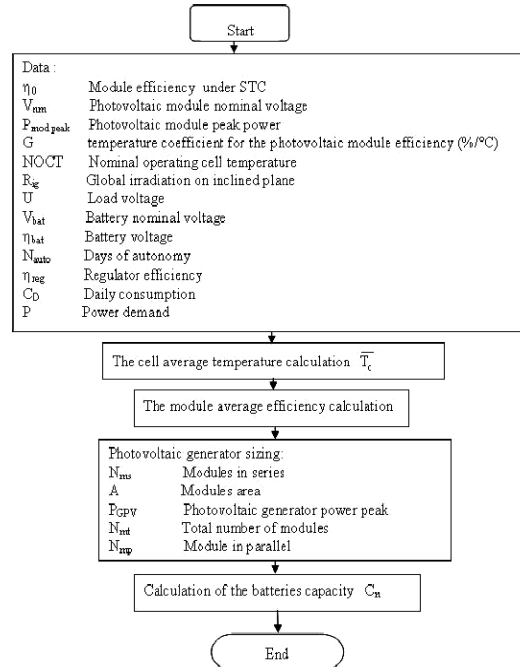 Start
Data :
η0 Module efficiency under STC
Vnm Photovoltaic module nominal voltage
Pmod peak Photovoltaic module peak power
G temperature coefficient for the photovoltaic module efficiency (%/°C)
NOCT Nominal operating cell temperature
Rig Global irradiation on inclined plane
U Load voltage
Vbat Battery nominal voltage
ηbat Battery voltage
Nauto Days of autonomy
ηreg Regulator efficiency
CD Daily consumption
P Power demand
The cell average temperature calculation T̅c
The module average efficiency calculation
Photovoltaic generator sizing:
Nms Modules in series
A Modules area
PGPV Photovoltaic generator power peak
Nmt Total number of modules
Nmp Module in parallel
Calculation of the batteries capacity Cn
End